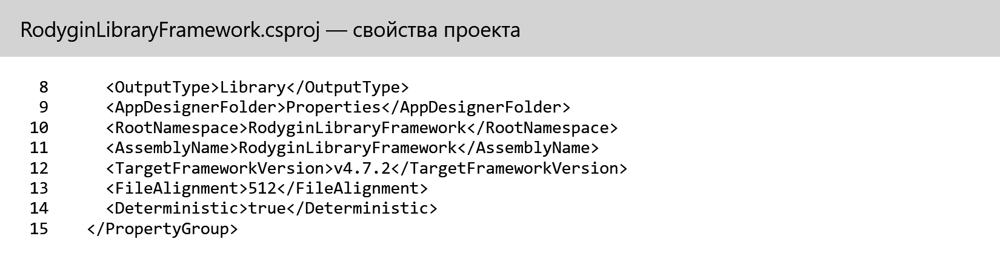 RodyginLibraryFramework.csproj — свойства проекта
8 <OutputType>Library</OutputType>
9 <AppDesignerFolder>Properties</AppDesignerFolder>
10 <RootNamespace>RodyginLibraryFramework</RootNamespace>
11 <AssemblyName>RodyginLibraryFramework</AssemblyName>
12 <TargetFrameworkVersion>v4.7.2</TargetFrameworkVersion>
13 <FileAlignment>512</FileAlignment>
14 <Deterministic>true</Deterministic>
15 </PropertyGroup>